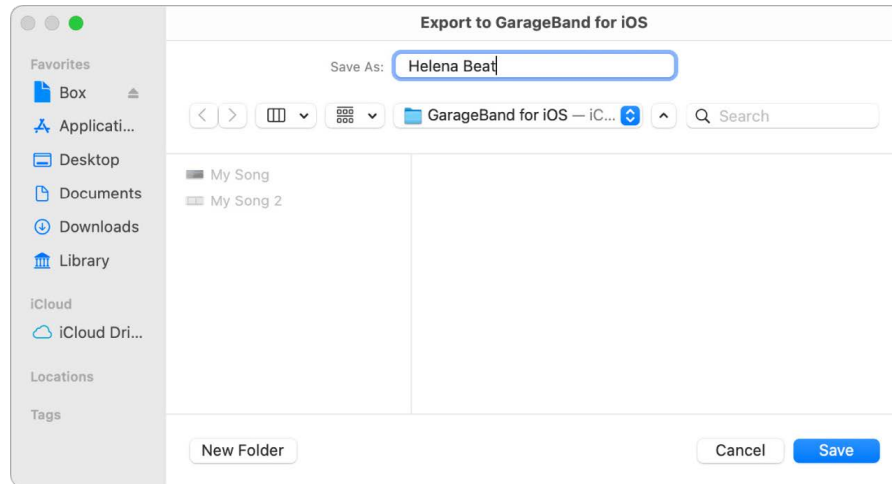 Export to GarageBand for iOS
Favorites
Box
Applicati...
Desktop
Documents
Downloads
Library
iCloud
iCloud Dri...
Locations
Tags
Save As: Helena Beat
GarageBand for iOS — iC...
Search
My Song
My Song 2
New Folder
Cancel
Save